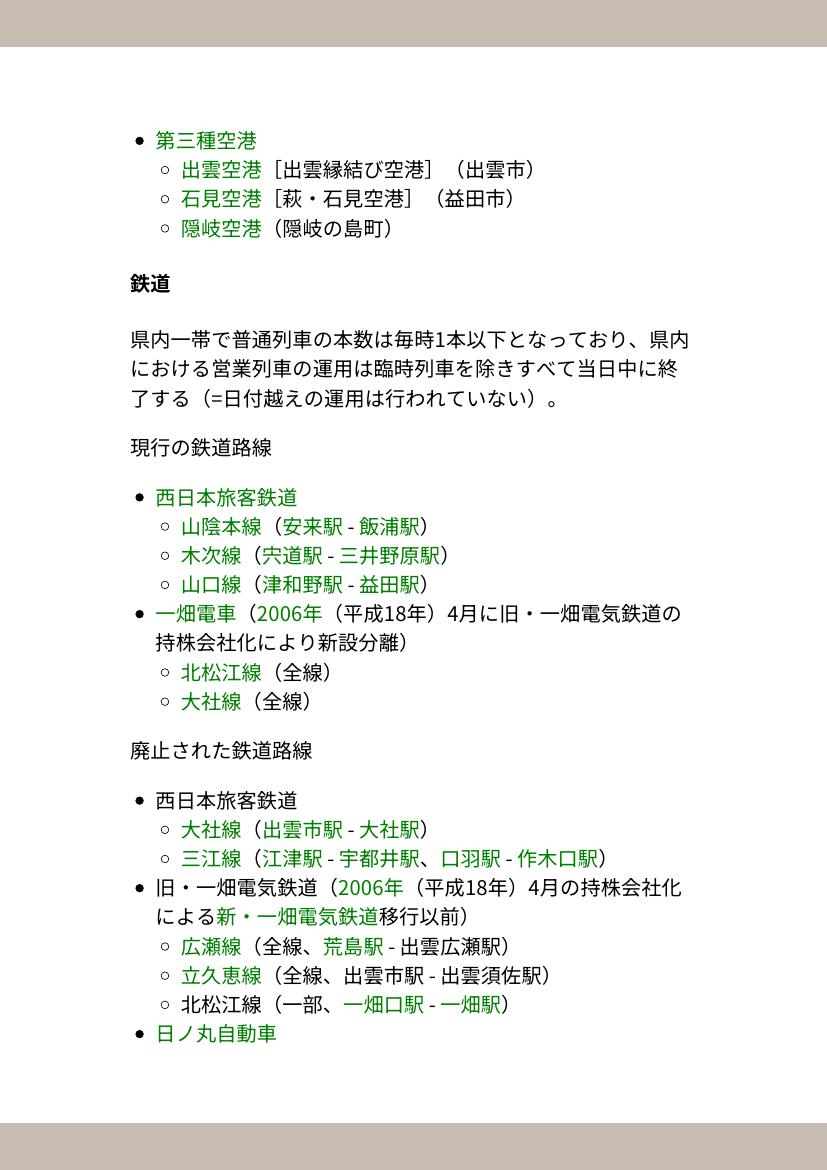 第三種空港
出雲空港［出雲縁結び空港］（出雲市）
石見空港［萩・石見空港］（益田市）
隠岐空港（隠岐の島町）
鉄道
県内一帯で普通列車の本数は毎時1本以下となっており、県内
における営業列車の運用は臨時列車を除きすべて当日中に終
了する（=日付越えの運用は行われていない）。
現行の鉄道路線
西日本旅客鉄道
山陰本線（安来駅 - 飯浦駅）
木次線（宍道駅 - 三井野原駅）
山口線（津和野駅 - 益田駅）
一畑電車（2006年（平成18年）4月に旧・一畑電気鉄道の
持株会社化により新設分離）
北松江線（全線）
大社線（全線）
廃止された鉄道路線
西日本旅客鉄道
大社線（出雲市駅 - 大社駅）
三江線（江津駅 - 宇都井駅、口羽駅 - 作木口駅）
旧・一畑電気鉄道（2006年（平成18年）4月の持株会社化
による新・一畑電気鉄道移行以前）
広瀬線（全線、荒島駅 - 出雲広瀬駅）
立久恵線（全線、出雲市駅 - 出雲須佐駅）
北松江線（一部、一畑口駅 - 一畑駅）
日ノ丸自動車